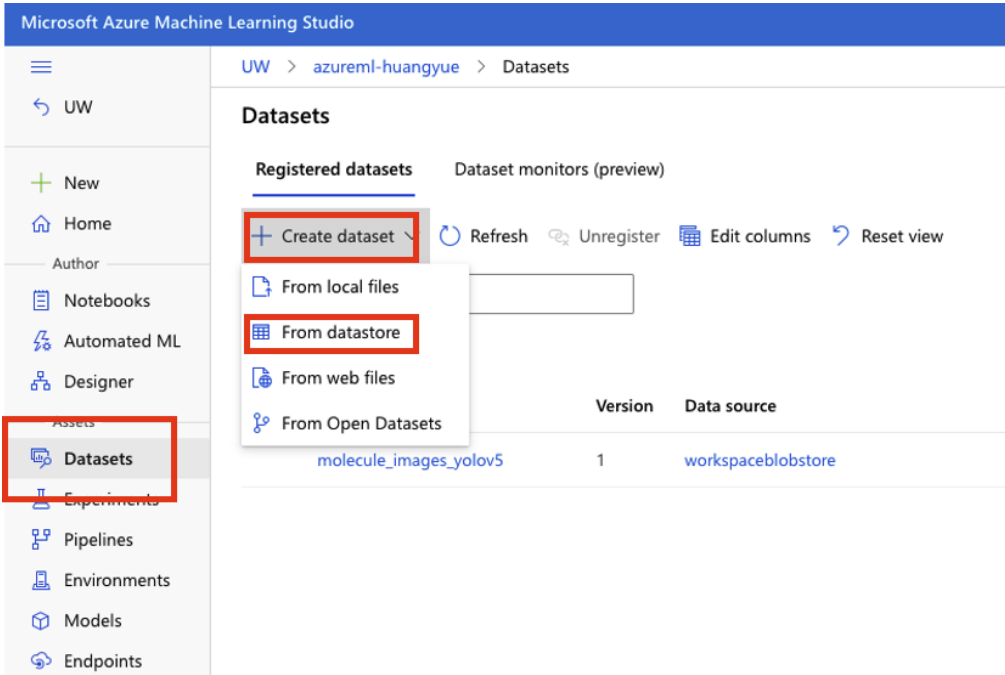 Microsoft Azure Machine Learning Studio
UW > azureml-huangyue > Datasets
UW
Datasets
Registered datasets Dataset monitors (preview)
New
Home
Create dataset Refresh Unregister Edit columns Reset view
Author
From local files
Notebooks
From datastore
Automated ML
From web files
Designer
From Open Datasets
Version Data source
Assets
Datasets
molecule_images_yolov5 1 workspaceblobstore
Experiments
Pipelines
Environments
Models
Endpoints